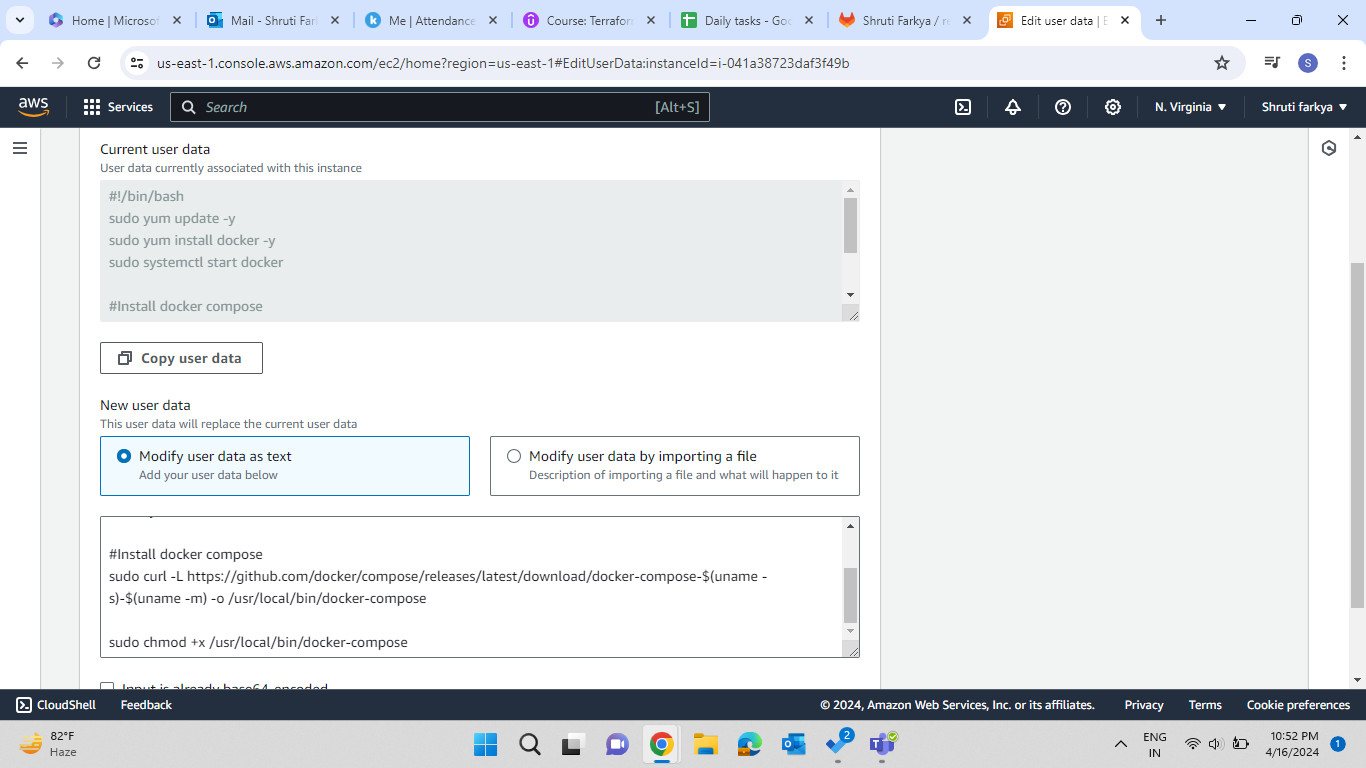 Home | Microsof
Mail - Shruti Fark
Me | Attendance
Course: Terraform
Daily tasks - Goo
Shruti Farkya / re
Edit user data | E
us-east-1.console.aws.amazon.com/ec2/home?region=us-east-1#EditUserData:instanceId=i-041a38723daf3f49b
S
aws
Services
Search
[Alt+S]
N. Virginia
Shruti farkya
Current user data
User data currently associated with this instance
#!/bin/bash
sudo yum update -y
sudo yum install docker -y
sudo systemctl start docker
#Install docker compose
Copy user data
New user data
This user data will replace the current user data
Modify user data as text
Add your user data below
Modify user data by importing a file
Description of importing a file and what will happen to it
#Install docker compose
sudo curl -L https://github.com/docker/compose/releases/latest/download/docker-compose-$(uname -
s)-$(uname -m) -o /usr/local/bin/docker-compose
sudo chmod +x /usr/local/bin/docker-compose
Input is already base64-encoded
CloudShell
Feedback
© 2024, Amazon Web Services, Inc. or its affiliates.
Privacy
Terms
Cookie preferences
82°F
Haze
2
ENG
IN
10:52 PM
4/16/2024
1